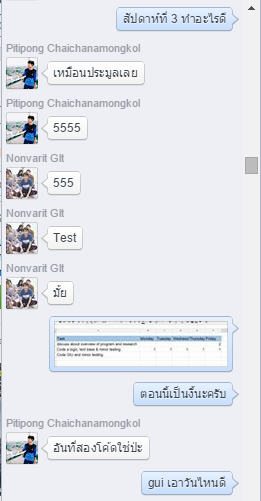 สัปดาห์ที่ 3 ทำอะไรดี
Pitipong Chaichanamongkol
เหมือนประมูลเลย
Pitipong Chaichanamongkol
5555
Nonvarit GIt
555
Nonvarit GIt
Test
Nonvarit GIt
มั้ย
Task Monday Tuesday Wednesday Thursday Friday
Discuss about overview of program and research
Code a logic, text base & minor testing
Code GUI and minor testing
ตอนนี้เป็นงี้นะครับ
Pitipong Chaichanamongkol
อันที่สองโค้ดใช่ปะ
gui เอาวันไหนดี